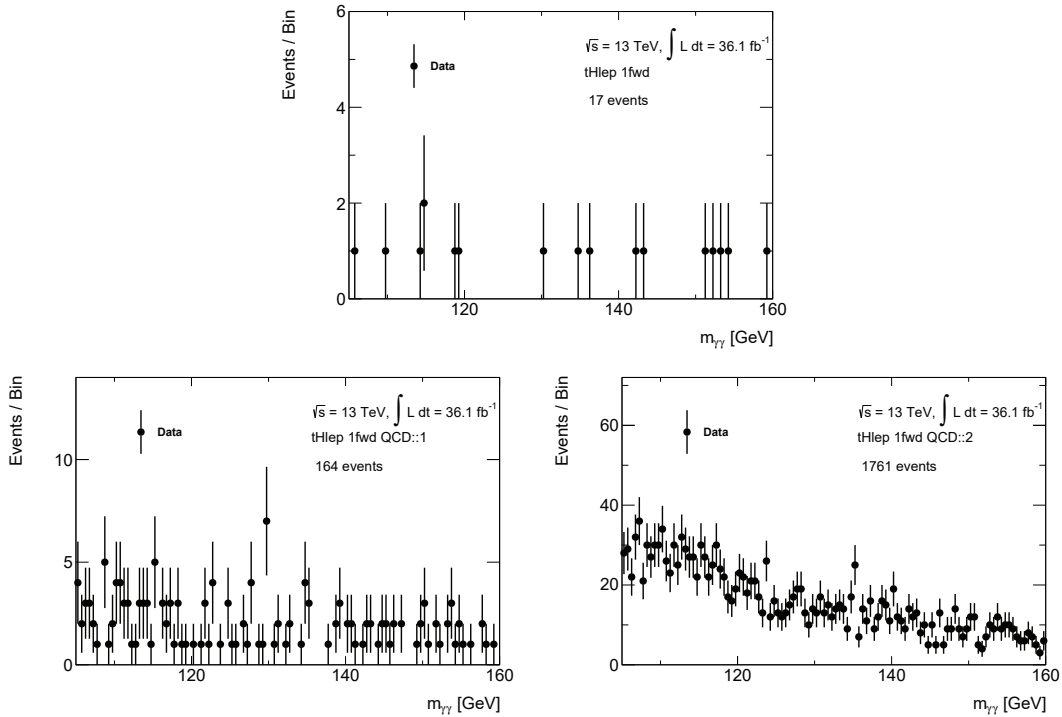 Events / Bin
6
4
2
0
Data
√s = 13 TeV, ∫ L dt = 36.1 fb⁻¹
tHlep 1fwd
17 events
120 140 160
mγγ [GeV]
Events / Bin
10
5
0
Data
√s = 13 TeV, ∫ L dt = 36.1 fb⁻¹
tHlep 1fwd QCD::1
164 events
120 140 160
mγγ [GeV]
Events / Bin
60
40
20
0
Data
√s = 13 TeV, ∫ L dt = 36.1 fb⁻¹
tHlep 1fwd QCD::2
1761 events
120 140 160
mγγ [GeV]